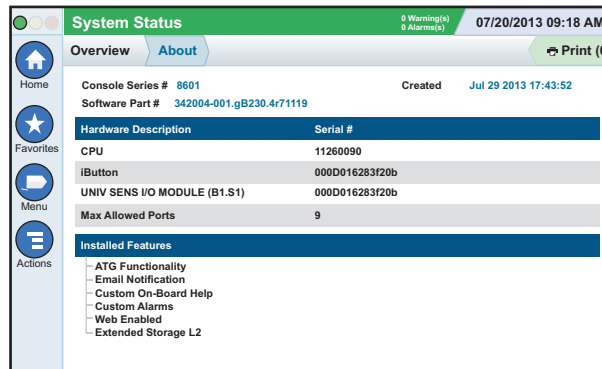 System Status
0 Warning(s)
0 Alarms(s)
07/20/2013 09:18 AM
Overview About Print (
Home
Console Series # 8601 Created Jul 29 2013 17:43:52
Software Part # 342004-001.gB230.4r71119
Hardware Description Serial #
Favorites
CPU 11260090
iButton 000D016283f20b
UNIV SENS I/O MODULE (B1.S1) 000D016283f20b
Menu
Max Allowed Ports 9
Installed Features
Actions
ATG Functionality
Email Notification
Custom On-Board Help
Custom Alarms
Web Enabled
Extended Storage L2